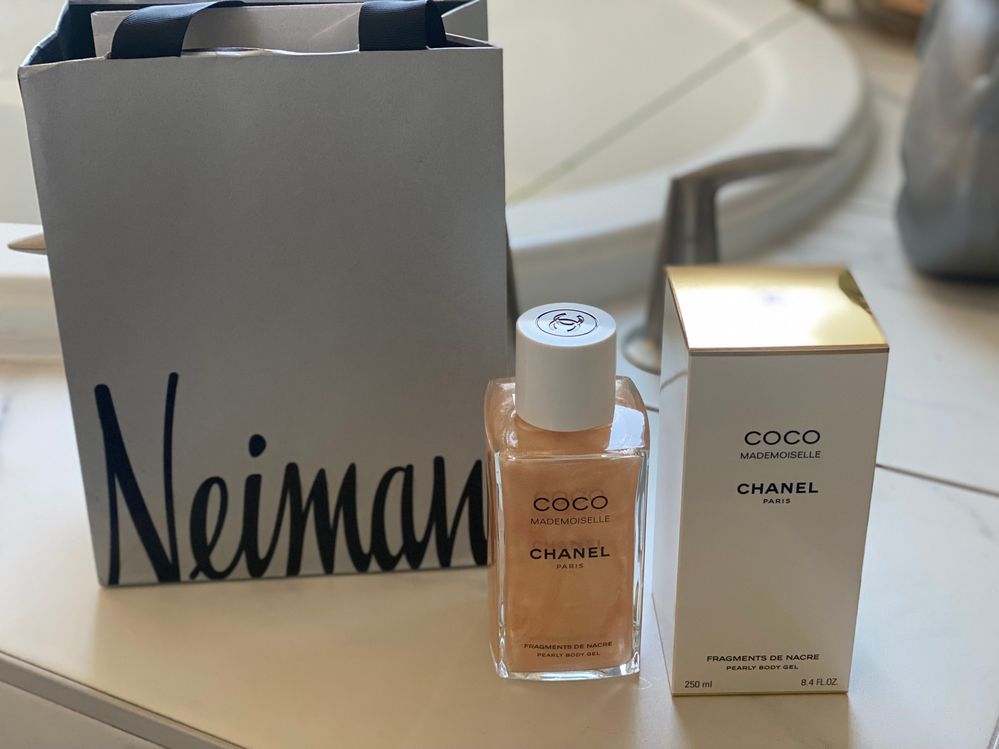 Neiman
COCO
MADEMOISELLE
CHANEL
PARIS
FRAGMENTS DE NACRE
PEARLY BODY GEL
COCO
MADEMOISELLE
CHANEL
PARIS
FRAGMENTS DE NACRE
PEARLY BODY GEL
250 ml 8.4 FL.OZ.